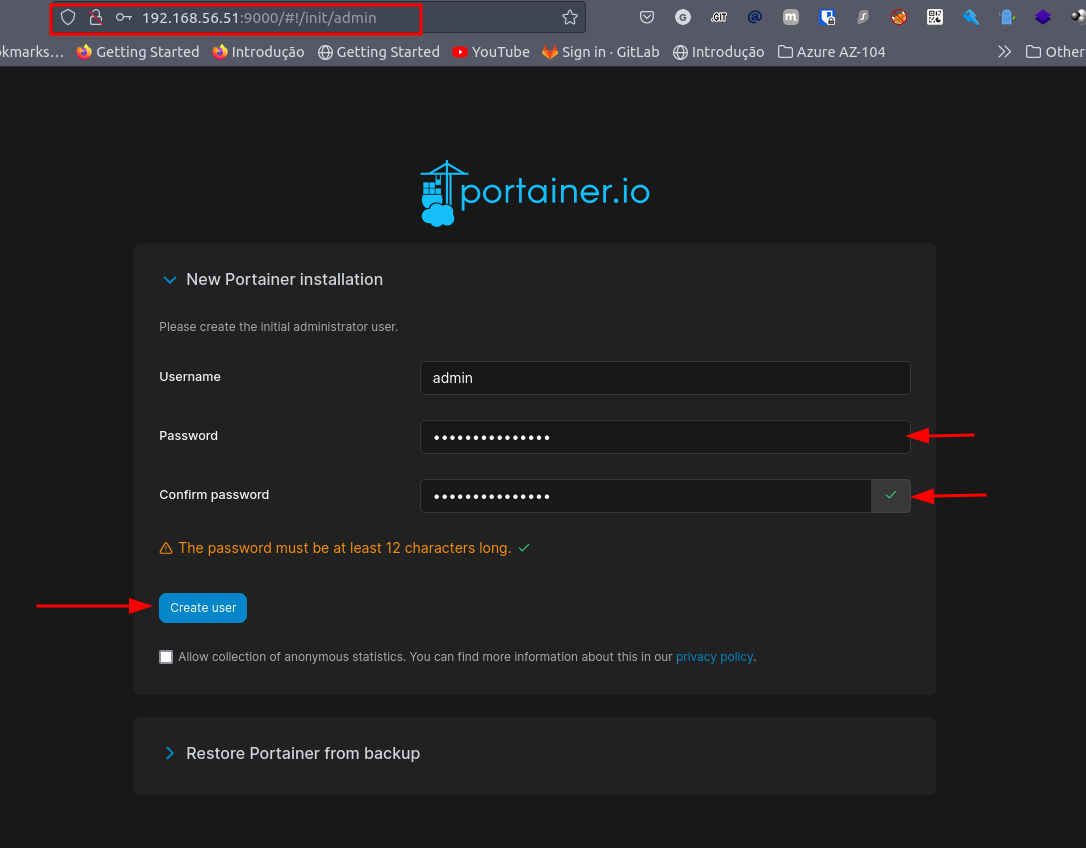 192.168.56.51:9000/#!/init/admin
G .GIT @ m
okmarks… Getting Started Introdução Getting Started YouTube Sign in · GitLab Introdução Azure AZ-104 Other
portainer.io
New Portainer installation
Please create the initial administrator user.
Username admin
Password •••••••••••••••
Confirm password •••••••••••••••
The password must be at least 12 characters long.
Create user
Allow collection of anonymous statistics. You can find more information about this in our privacy policy.
Restore Portainer from backup